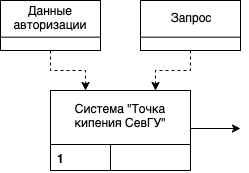 Данные
авторизации
Запрос
Система "Точка
кипения СевГУ"
1